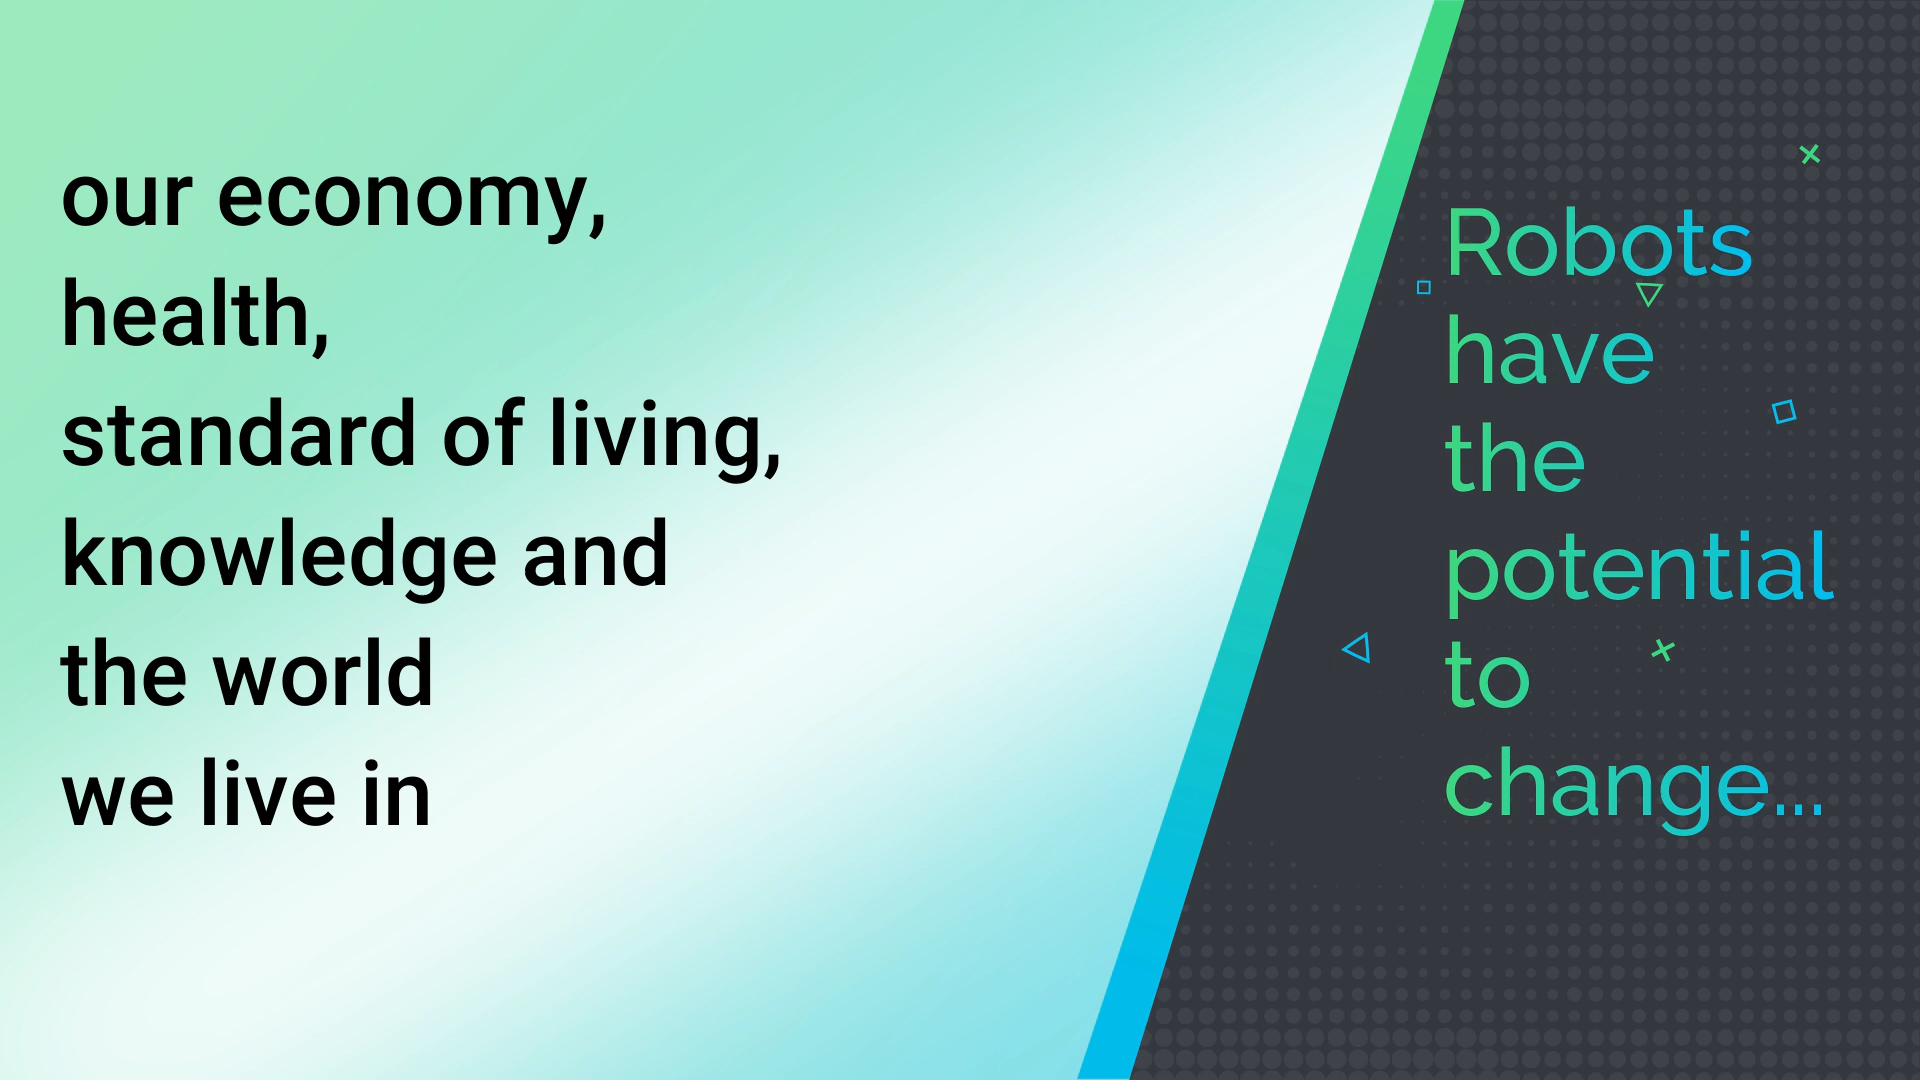 Robots
have
the
potential
to
change...
our economy,
health,
standard of living,
knowledge and
the world
we live in